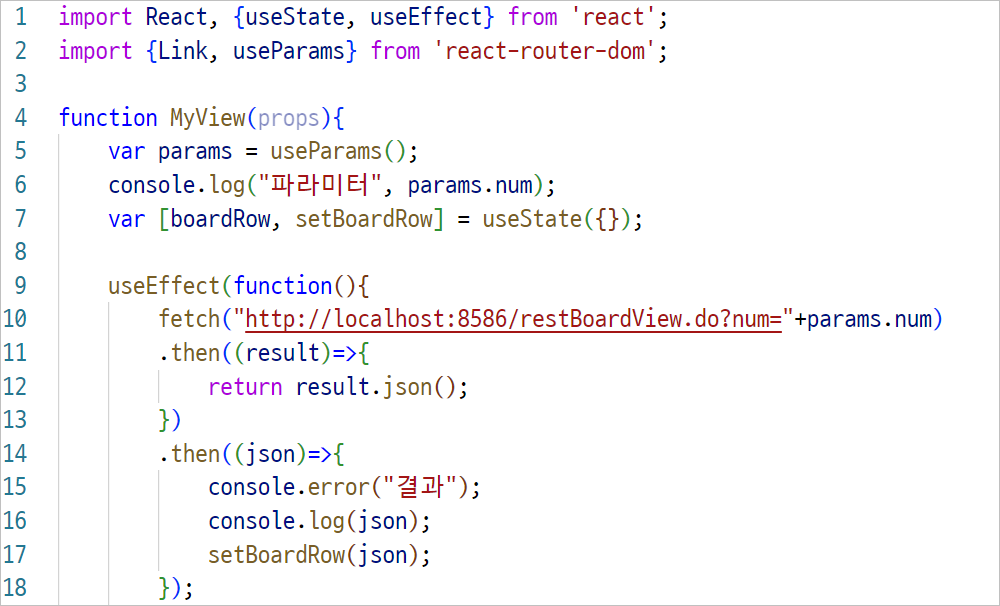 1 import React, {useState, useEffect} from 'react';
2 import {Link, useParams} from 'react-router-dom';
3
4 function MyView(props){
5     var params = useParams();
6     console.log("파라미터", params.num);
7     var [boardRow, setBoardRow] = useState({});
8
9     useEffect(function(){
10         fetch("http://localhost:8586/restBoardView.do?num="+params.num)
11         .then((result)=>{
12             return result.json();
13         })
14         .then((json)=>{
15             console.error("결과");
16             console.log(json);
17             setBoardRow(json);
18         });